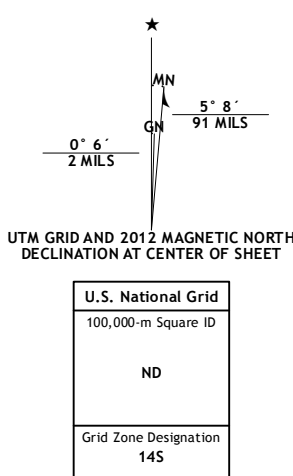 ★
MN
GN
5° 8´
91 MILS
0° 6´
2 MILS
UTM GRID AND 2012 MAGNETIC NORTH
DECLINATION AT CENTER OF SHEET
U.S. National Grid
100,000-m Square ID
ND
Grid Zone Designation
14S